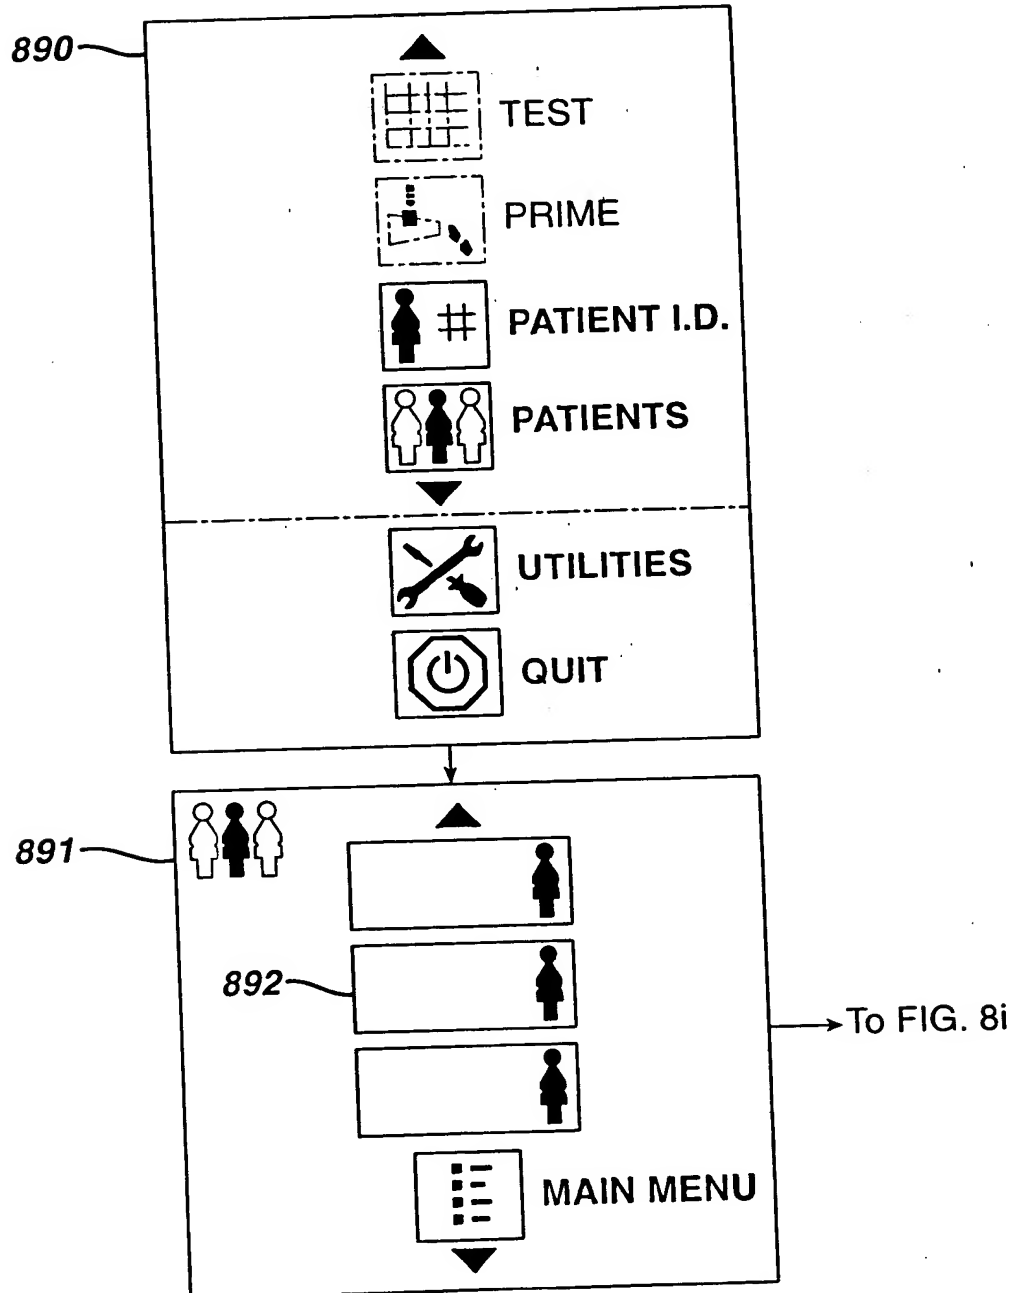 890
TEST
PRIME
PATIENT I.D.
PATIENTS
UTILITIES
QUIT
891
892
To FIG. 8i
MAIN MENU